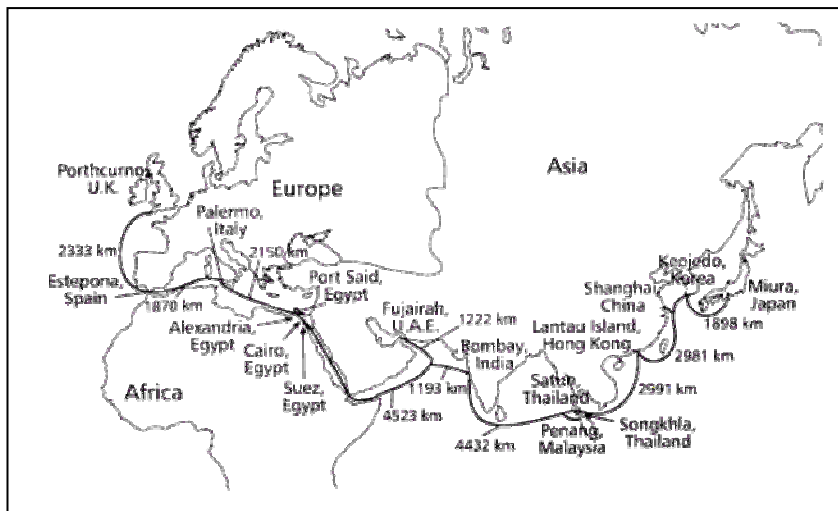 Porthcurno,
U.K.
Europe
Asia
Palermo,
Italy
2333 km
2150 km
Port Said,
Egypt
Estepona,
Spain
1870 km
Alexandria,
Egypt
Cairo,
Egypt
Suez,
Egypt
Africa
Fujairah,
U.A.E.
1222 km
Bombay,
India
1193 km
4523 km
4432 km
Lantau Island,
Hong Kong
Satun,
Thailand
Penang,
Malaysia
Songkhla,
Thailand
2991 km
2981 km
Shanghai,
China
Keojedo,
Korea
Miura,
Japan
1898 km